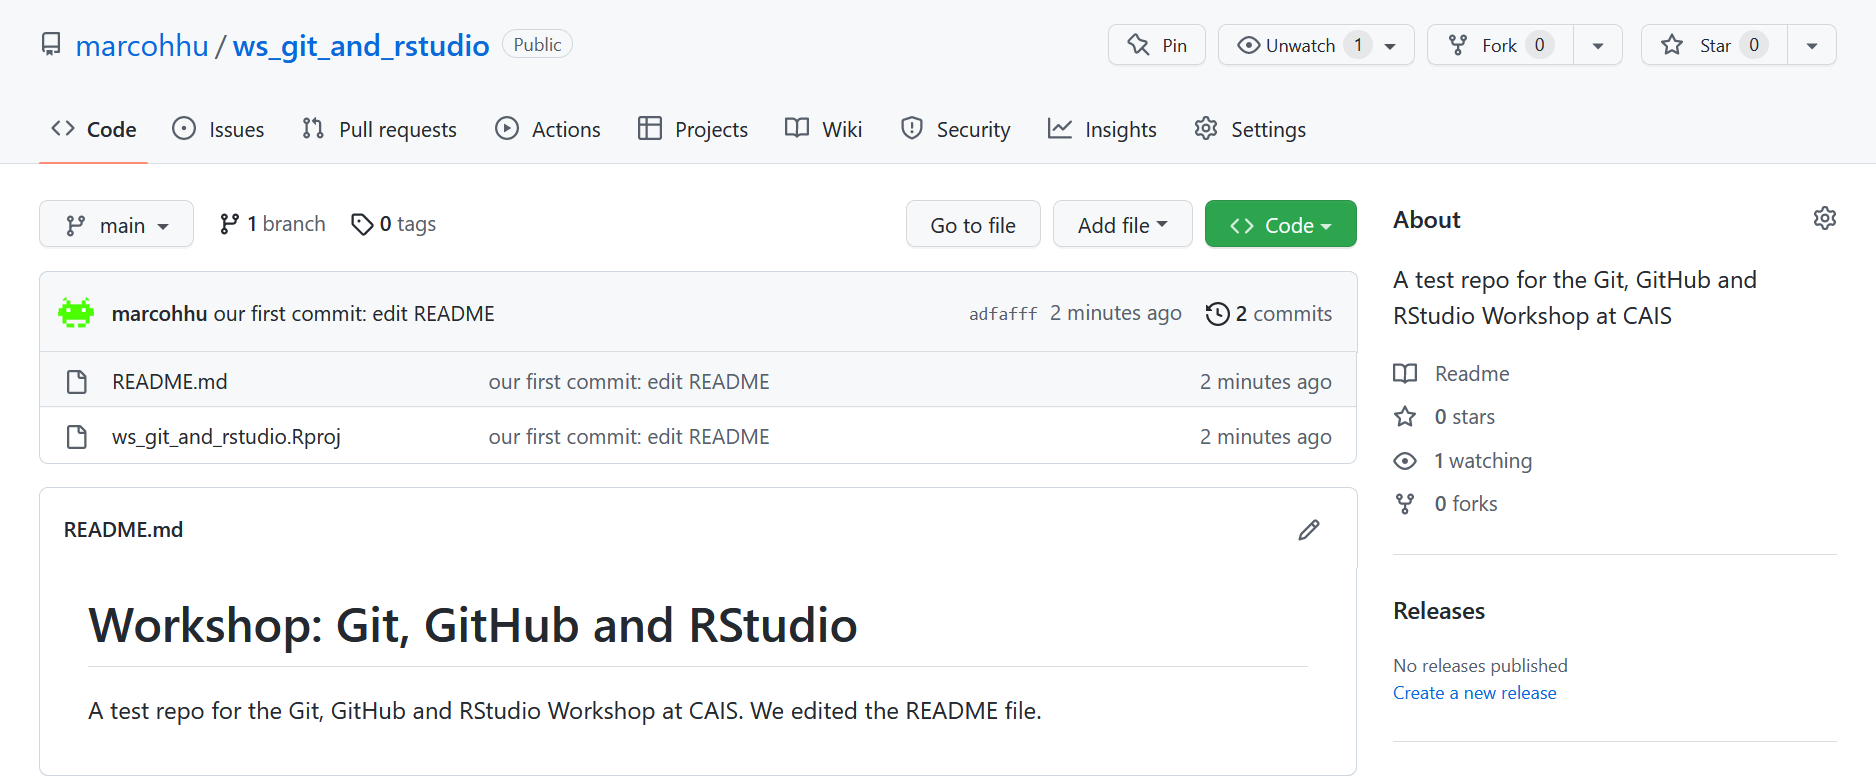 marcohhu / ws_git_and_rstudio Public Pin Unwatch 1 Fork 0 Star 0
Code Issues Pull requests Actions Projects Wiki Security Insights Settings
main 1 branch 0 tags Go to file Add file Code
marcohhu our first commit: edit README adfafff 2 minutes ago 2 commits
README.md our first commit: edit README 2 minutes ago
ws_git_and_rstudio.Rproj our first commit: edit README 2 minutes ago
README.md
Workshop: Git, GitHub and RStudio
A test repo for the Git, GitHub and RStudio Workshop at CAIS. We edited the README file.
About
A test repo for the Git, GitHub and
RStudio Workshop at CAIS
Readme
0 stars
1 watching
0 forks
Releases
No releases published
Create a new release